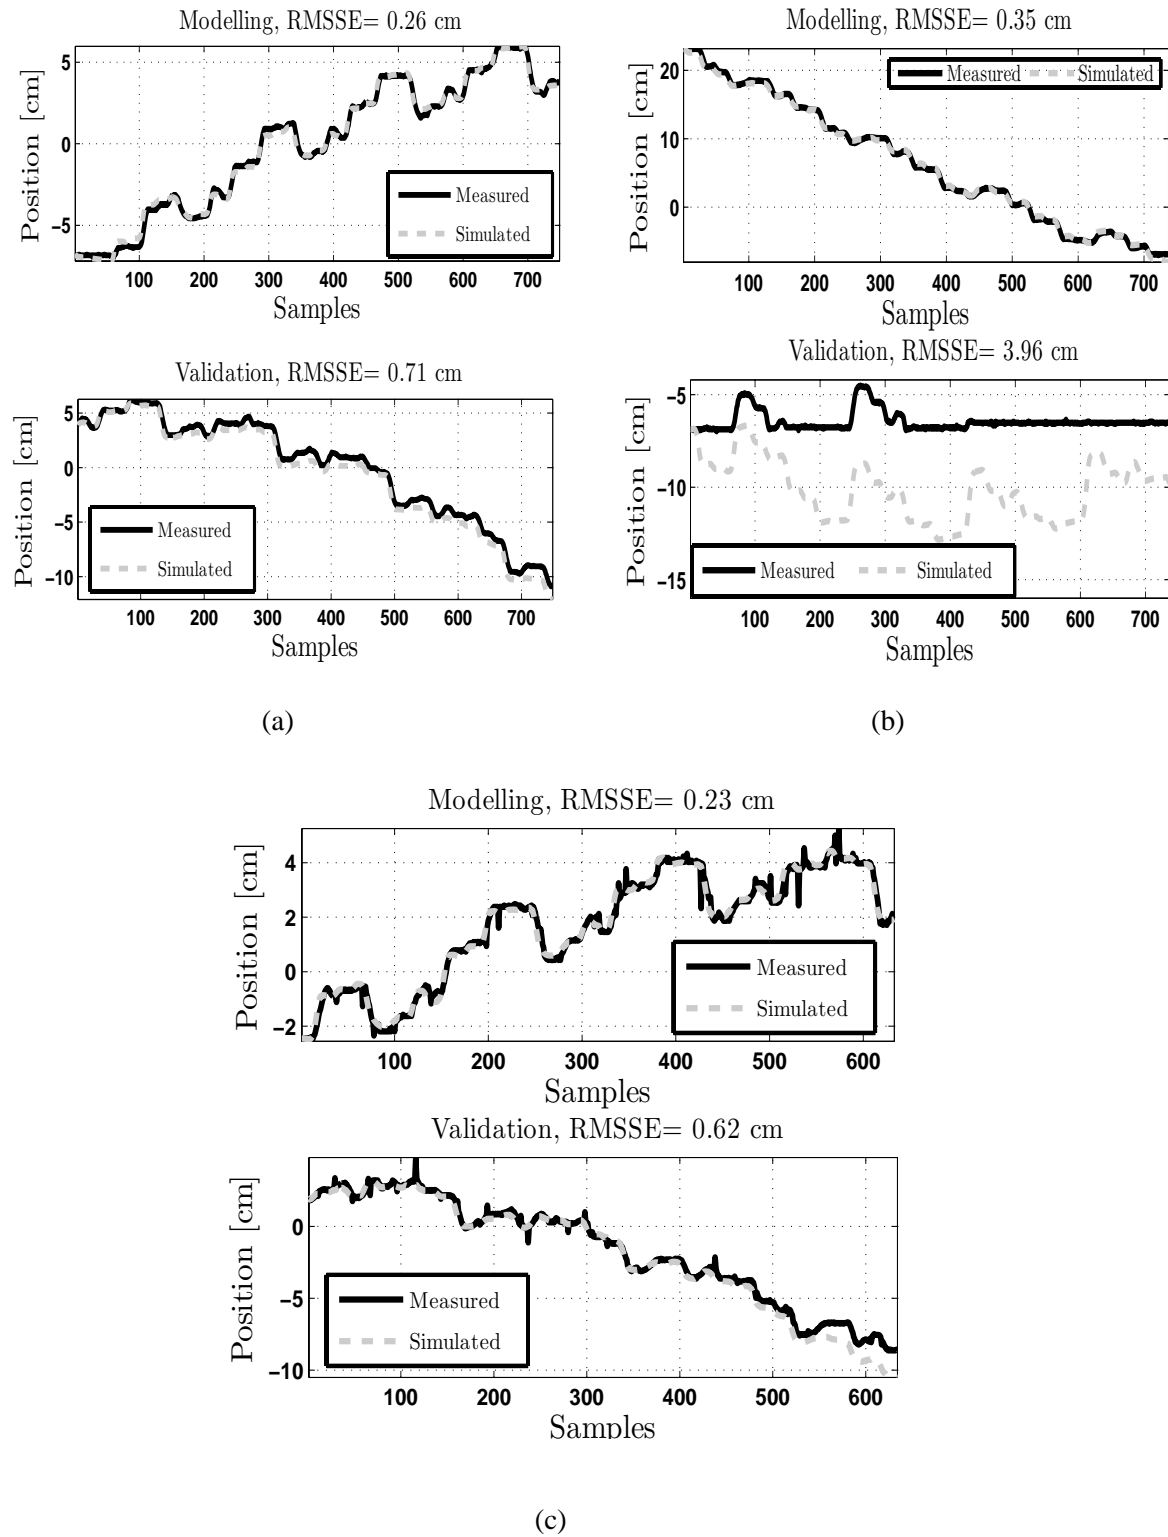 Modelling, RMSSE= 0.26 cm
Position [cm]
5
0
−5
Measured
Simulated
100 200 300 400 500 600 700
Samples
Validation, RMSSE= 0.71 cm
Position [cm]
5
0
−5
−10
Measured
Simulated
100 200 300 400 500 600 700
Samples
(a)
Modelling, RMSSE= 0.35 cm
Position [cm]
20
10
0
Measured Simulated
100 200 300 400 500 600 700
Samples
Validation, RMSSE= 3.96 cm
Position [cm]
−5
−10
−15
Measured Simulated
100 200 300 400 500 600 700
Samples
(b)
Modelling, RMSSE= 0.23 cm
Position [cm]
4
2
0
−2
Measured
Simulated
100 200 300 400 500 600
Samples
Validation, RMSSE= 0.62 cm
Position [cm]
0
−5
−10
Measured
Simulated
100 200 300 400 500 600
Samples
(c)